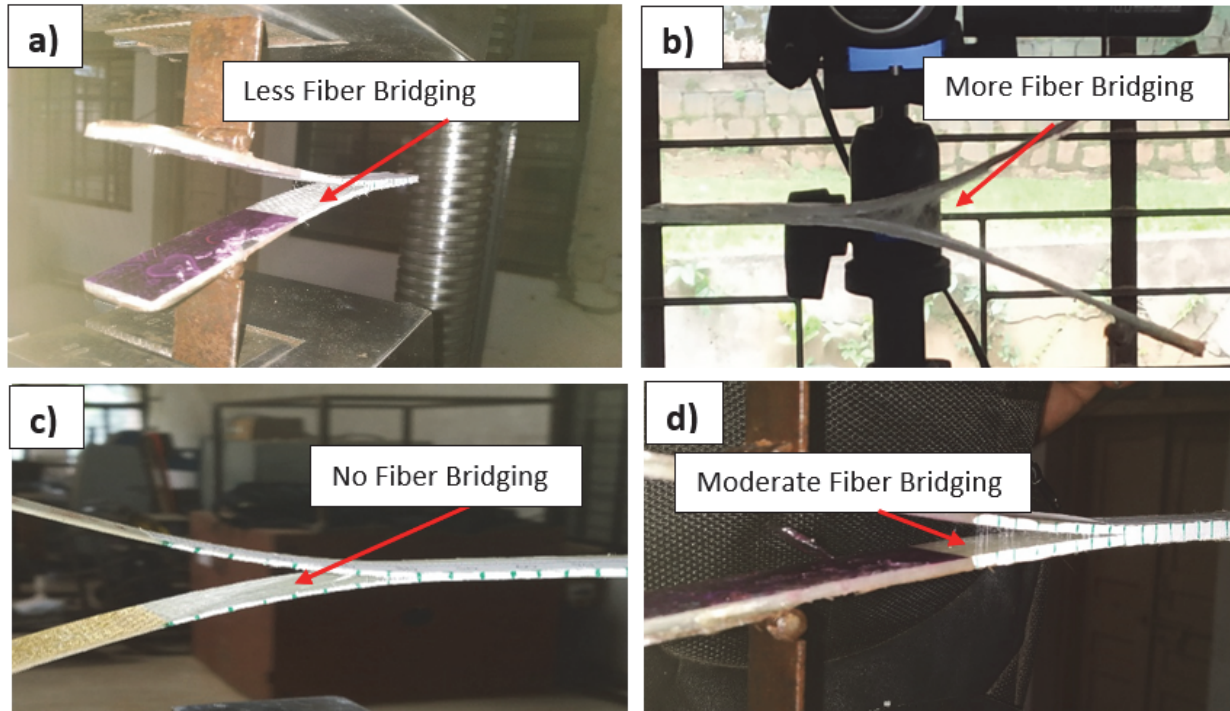 a)
Less Fiber Bridging
b)
More Fiber Bridging
c)
No Fiber Bridging
d)
Moderate Fiber Bridging